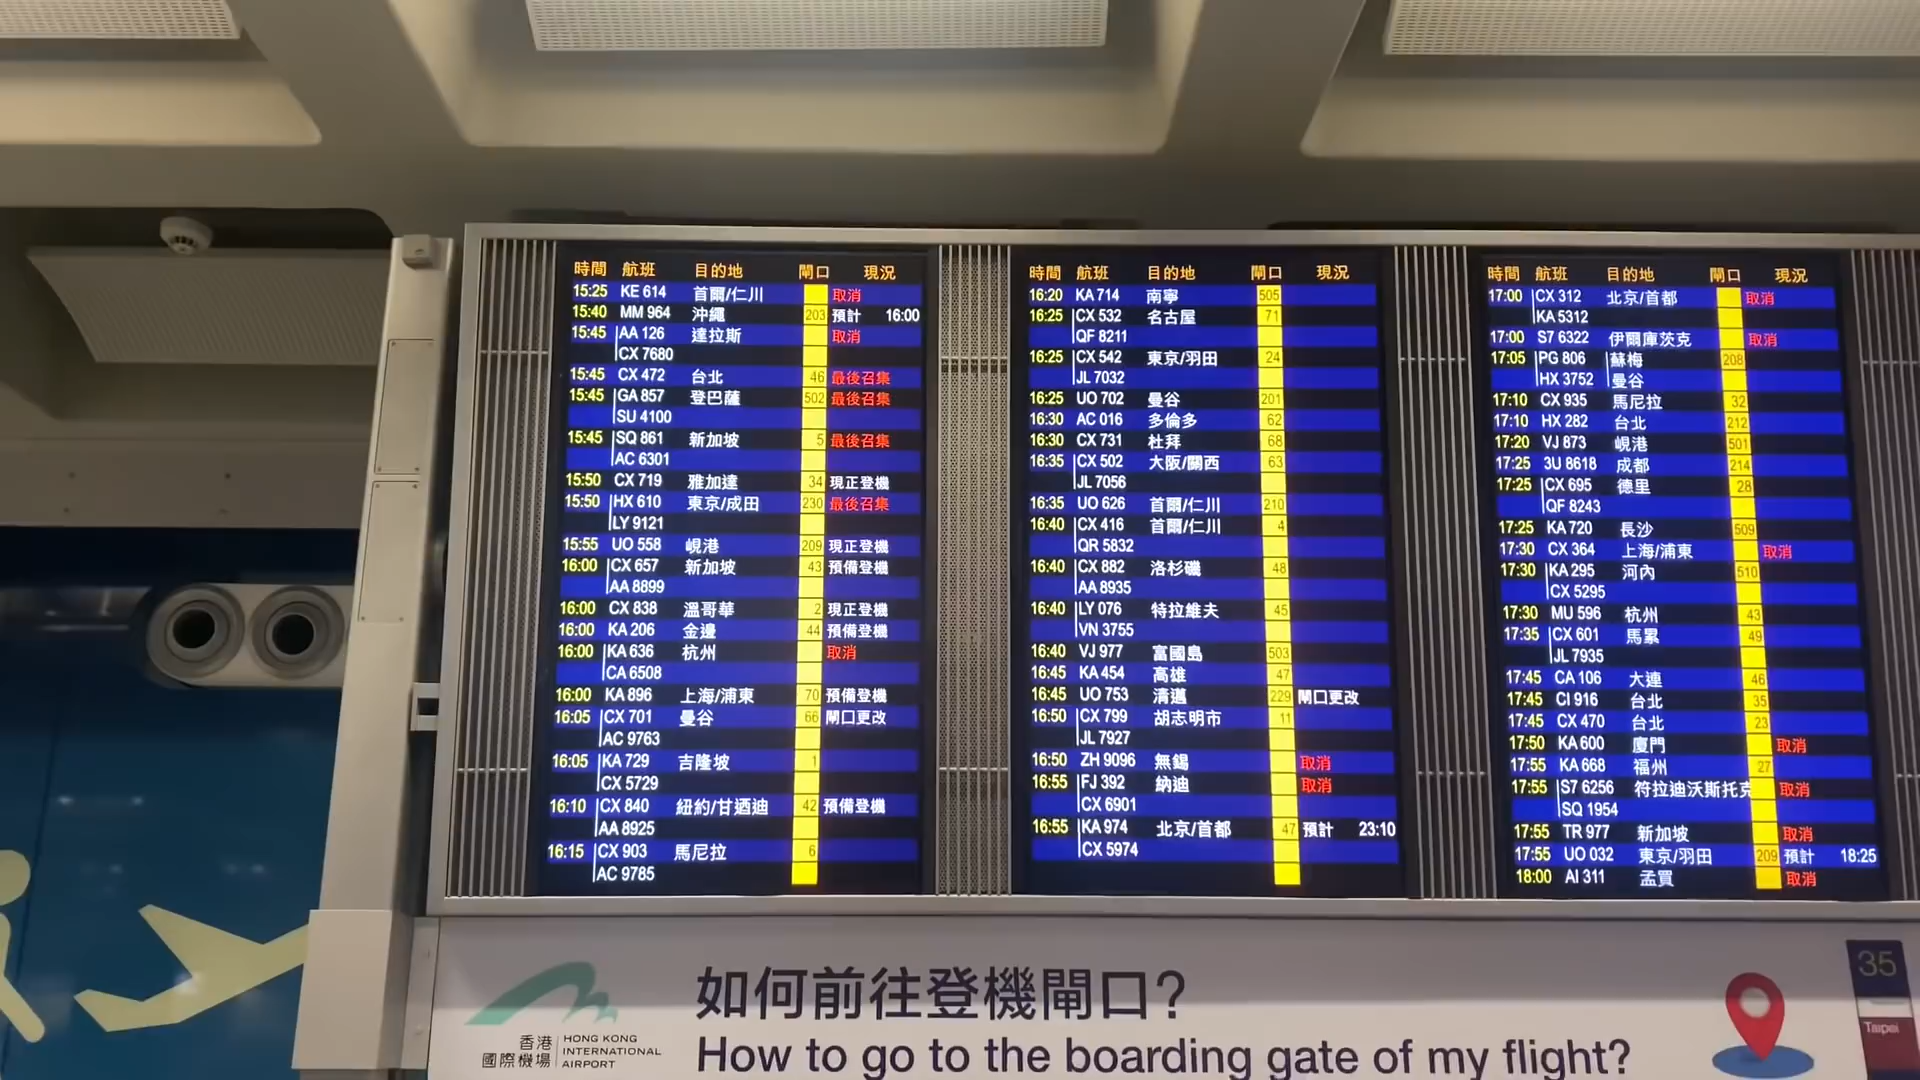 時間 航班 目的地 閘口 現況
15:25 KE 614 首爾/仁川 取消
15:40 MM 964 沖繩 203 預計 16:00
15:45 AA 126 達拉斯 取消
CX 7680
15:45 CX 472 台北 46 最後召集
15:45 GA 857 登巴薩 502 最後召集
SU 4100
15:45 SQ 861 新加坡 5 最後召集
AC 6301
15:50 CX 719 雅加達 34 現正登機
15:50 HX 610 東京/成田 230 最後召集
LY 9121
15:55 UO 558 峴港 209 現正登機
16:00 CX 657 新加坡 43 預備登機
AA 8899
16:00 CX 838 溫哥華 2 現正登機
16:00 KA 206 金邊 44 預備登機
16:00 KA 636 杭州 取消
CA 6508
16:00 KA 896 上海/浦東 70 預備登機
16:05 CX 701 曼谷 66 閘口更改
AC 9763
16:05 KA 729 吉隆坡 1
CX 5729
16:10 CX 840 紐約/甘迺迪 42 預備登機
AA 8925
16:15 CX 903 馬尼拉 6
AC 9785
時間 航班 目的地 閘口 現況
16:20 KA 714 南寧 505
16:25 CX 532 名古屋 71
QF 8211
16:25 CX 542 東京/羽田 24
JL 7032
16:25 UO 702 曼谷 201
16:30 AC 016 多倫多 62
16:30 CX 731 杜拜 68
16:35 CX 502 大阪/關西 63
JL 7056
16:35 UO 626 首爾/仁川 210
16:40 CX 416 首爾/仁川 4
QR 5832
16:40 CX 882 洛杉磯 48
AA 8935
16:40 LY 076 特拉維夫 45
VN 3755
16:40 VJ 977 富國島 503
16:45 KA 454 高雄 47
16:45 UO 753 清邁 229 閘口更改
16:50 CX 799 胡志明市 11
JL 7927
16:50 ZH 9096 無錫 取消
16:55 FJ 392 納迪 取消
CX 6901
16:55 KA 974 北京/首都 47 預計 23:10
CX 5974
時間 航班 目的地 閘口 現況
17:00 CX 312 北京/首都 取消
KA 5312
17:00 S7 6322 伊爾庫茨克 取消
17:05 PG 806 蘇梅 208
HX 3752 曼谷
17:10 CX 935 馬尼拉 32
17:10 HX 282 台北 212
17:20 VJ 873 峴港 501
17:25 3U 8618 成都 214
17:25 CX 695 德里 28
QF 8243
17:25 KA 720 長沙 509
17:30 CX 364 上海/浦東 取消
17:30 KA 295 河內 510
CX 5295
17:30 MU 596 杭州 43
17:35 CX 601 馬累 49
JL 7935
17:45 CA 106 大連 46
17:45 CI 916 台北 35
17:45 CX 470 台北 23
17:50 KA 600 廈門 取消
17:55 KA 668 福州 27
17:55 S7 6256 符拉迪沃斯托克 取消
SQ 1954
17:55 TR 977 新加坡 取消
17:55 UO 032 東京/羽田 209 預計 18:25
18:00 AI 311 孟買 取消
香港國際機場
HONG KONG INTERNATIONAL AIRPORT
如何前往登機閘口?
How to go to the boarding gate of my flight?
35
Taipei